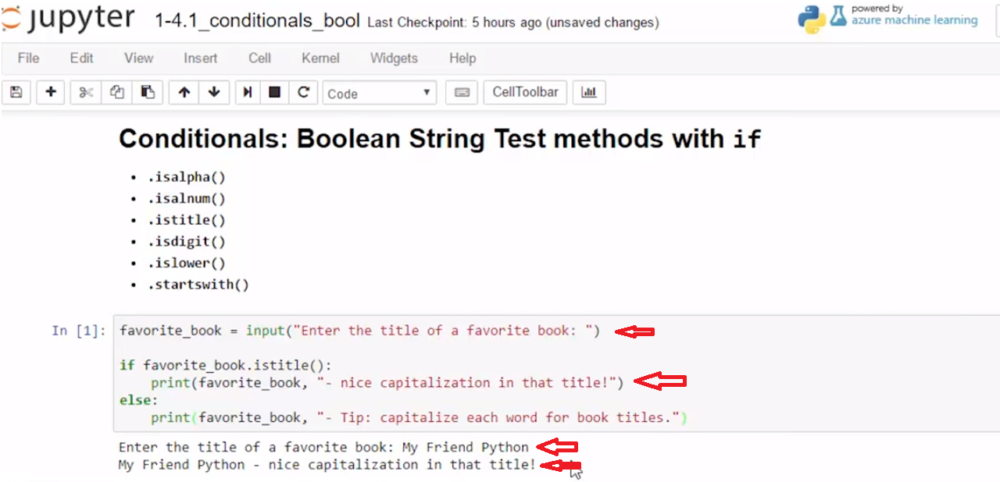 jupyter 1-4.1_conditionals_bool Last Checkpoint: 5 hours ago (unsaved changes)
powered by
azure machine learning
File Edit View Insert Cell Kernel Widgets Help
Code CellToolbar
Conditionals: Boolean String Test methods with if
• .isalpha()
• .isalnum()
• .istitle()
• .isdigit()
• .islower()
• .startswith()
In [1]: favorite_book = input("Enter the title of a favorite book: ")
if favorite_book.istitle():
    print(favorite_book, "- nice capitalization in that title!")
else:
    print(favorite_book, "- Tip: capitalize each word for book titles.")
Enter the title of a favorite book: My Friend Python
My Friend Python - nice capitalization in that title!